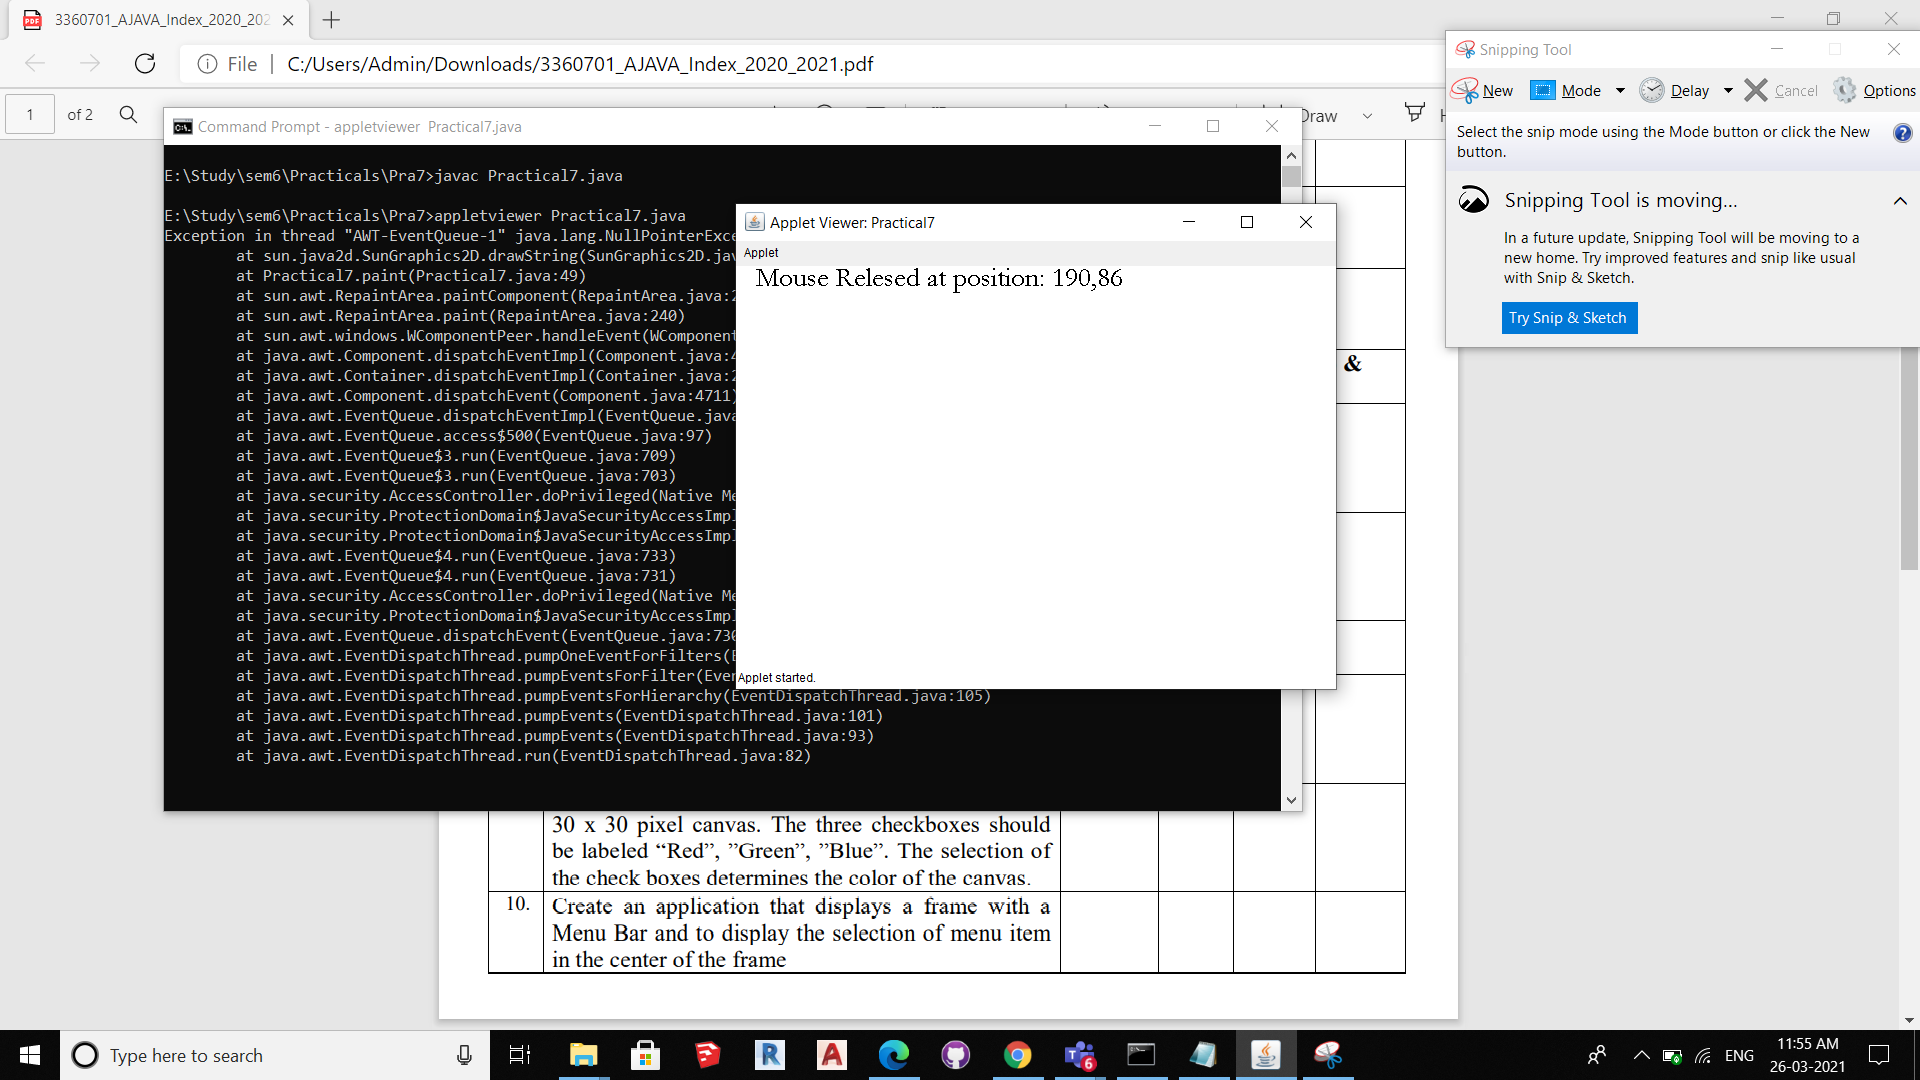 3360701_AJAVA_Index_2020_202
File
C:/Users/Admin/Downloads/3360701_AJAVA_Index_2020_2021.pdf
1
of 2
Draw
Command Prompt - appletviewer Practical7.java
E:\Study\sem6\Practicals\Pra7>javac Practical7.java
E:\Study\sem6\Practicals\Pra7>appletviewer Practical7.java
Exception in thread "AWT-EventQueue-1" java.lang.NullPointerExce
at sun.java2d.SunGraphics2D.drawString(SunGraphics2D.jav
at Practical7.paint(Practical7.java:49)
at sun.awt.RepaintArea.paintComponent(RepaintArea.java:2
at sun.awt.RepaintArea.paint(RepaintArea.java:240)
at sun.awt.windows.WComponentPeer.handleEvent(WComponent
at java.awt.Component.dispatchEventImpl(Component.java:4
at java.awt.Container.dispatchEventImpl(Container.java:2
at java.awt.Component.dispatchEvent(Component.java:4711)
at java.awt.EventQueue.dispatchEventImpl(EventQueue.java
at java.awt.EventQueue.access$500(EventQueue.java:97)
at java.awt.EventQueue$3.run(EventQueue.java:709)
at java.awt.EventQueue$3.run(EventQueue.java:703)
at java.security.AccessController.doPrivileged(Native Me
at java.security.ProtectionDomain$JavaSecurityAccessImpl
at java.security.ProtectionDomain$JavaSecurityAccessImpl
at java.awt.EventQueue$4.run(EventQueue.java:733)
at java.awt.EventQueue$4.run(EventQueue.java:731)
at java.security.AccessController.doPrivileged(Native Me
at java.security.ProtectionDomain$JavaSecurityAccessImpl
at java.awt.EventQueue.dispatchEvent(EventQueue.java:730
at java.awt.EventDispatchThread.pumpOneEventForFilters(E
at java.awt.EventDispatchThread.pumpEventsForFilter(Even
at java.awt.EventDispatchThread.pumpEventsForHierarchy(EventDispatchThread.java:105)
at java.awt.EventDispatchThread.pumpEvents(EventDispatchThread.java:101)
at java.awt.EventDispatchThread.pumpEvents(EventDispatchThread.java:93)
at java.awt.EventDispatchThread.run(EventDispatchThread.java:82)
Applet Viewer: Practical7
Applet
Mouse Relesed at position: 190,86
Applet started.
Snipping Tool
New Mode Delay Cancel Options
Select the snip mode using the Mode button or click the New
button.
Snipping Tool is moving...
In a future update, Snipping Tool will be moving to a
new home. Try improved features and snip like usual
with Snip & Sketch.
Try Snip & Sketch
&
30 x 30 pixel canvas. The three checkboxes should
be labeled “Red”, ”Green”, ”Blue”. The selection of
the check boxes determines the color of the canvas.
10. Create an application that displays a frame with a
Menu Bar and to display the selection of menu item
in the center of the frame
Type here to search
6
ENG
11:55 AM
26-03-2021